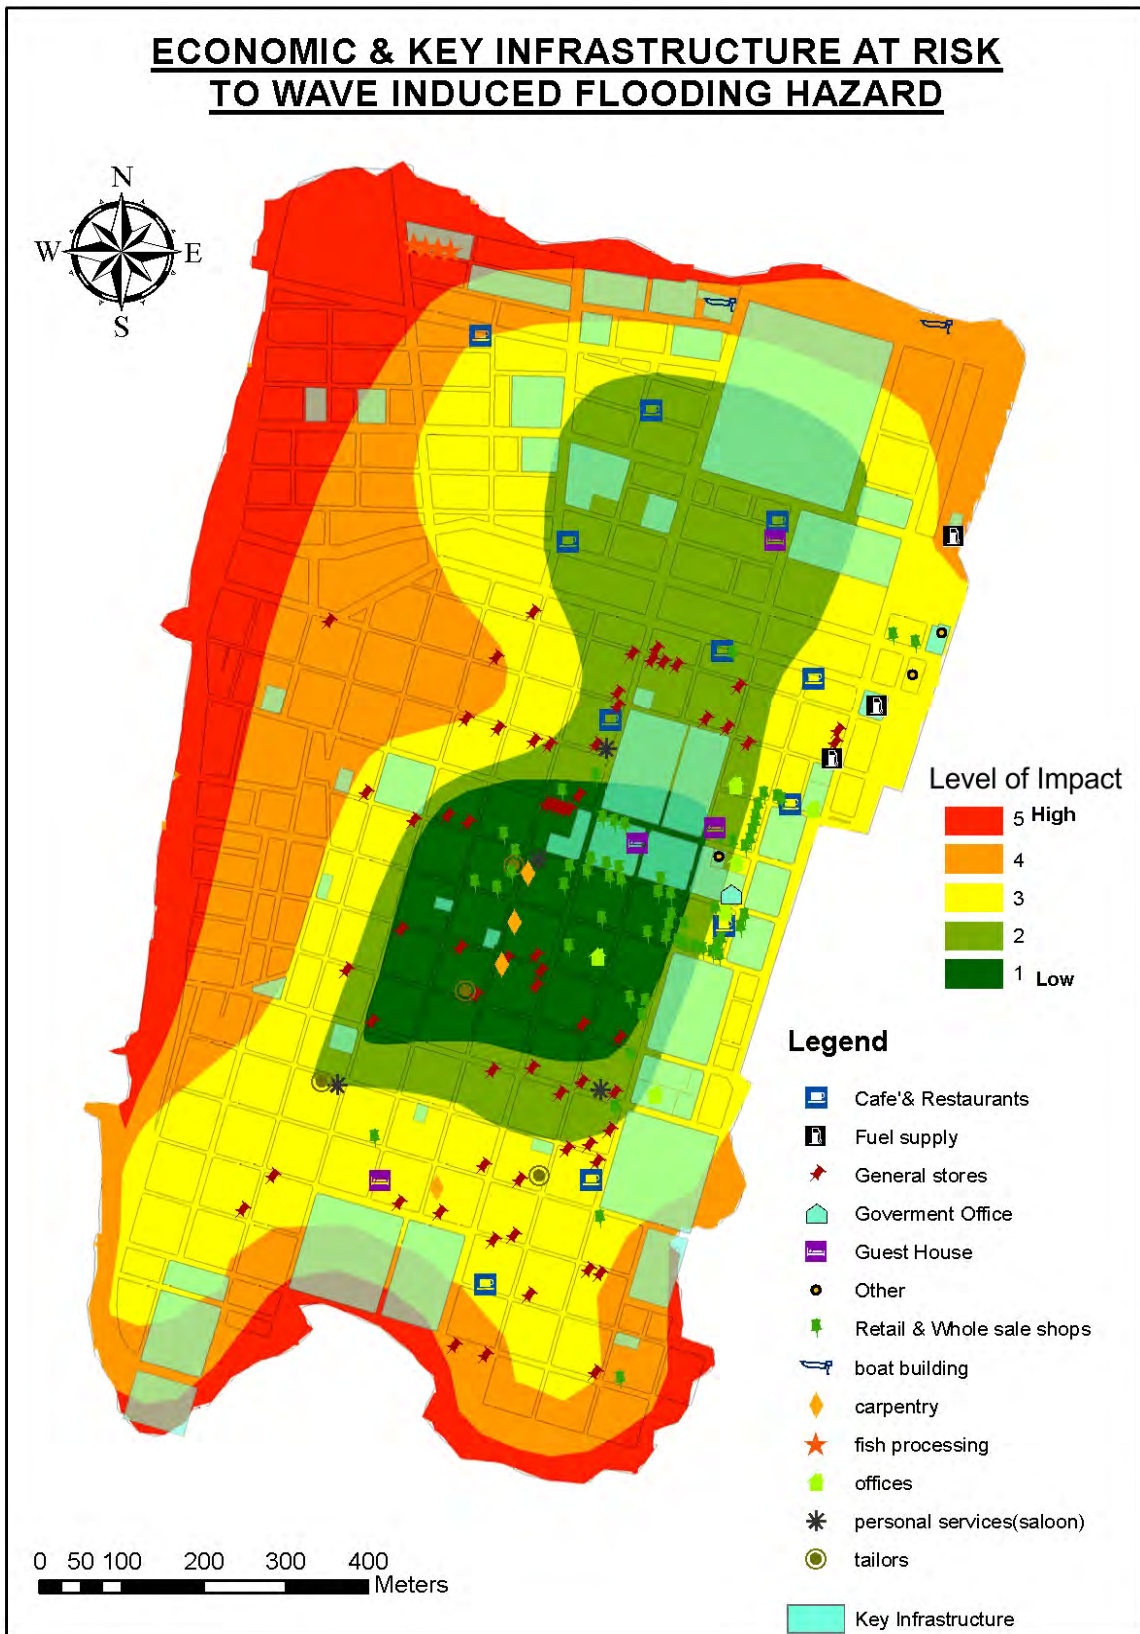 ECONOMIC & KEY INFRASTRUCTURE AT RISK
TO WAVE INDUCED FLOODING HAZARD
N
W E
S
Level of Impact
5 High
4
3
2
1 Low
Legend
Cafe'& Restaurants
Fuel supply
General stores
Goverment Office
Guest House
Other
Retail & Whole sale shops
boat building
carpentry
fish processing
offices
personal services(saloon)
tailors
Key Infrastructure
0 50 100 200 300 400
Meters